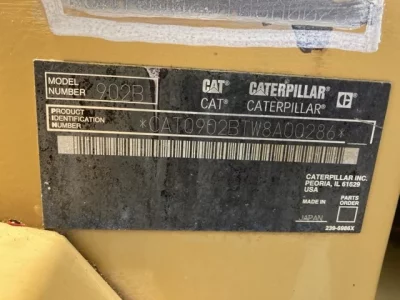 MODEL
NUMBER 902B
CAT CATERPILLAR C
CAT® CATERPILLAR®
PRODUCT
IDENTIFICATION
NUMBER *CAT0902BTW8A00286*
CATERPILLAR INC.
PEORIA, IL 61629
USA
MADE IN PARTS
ORDER
JAPAN